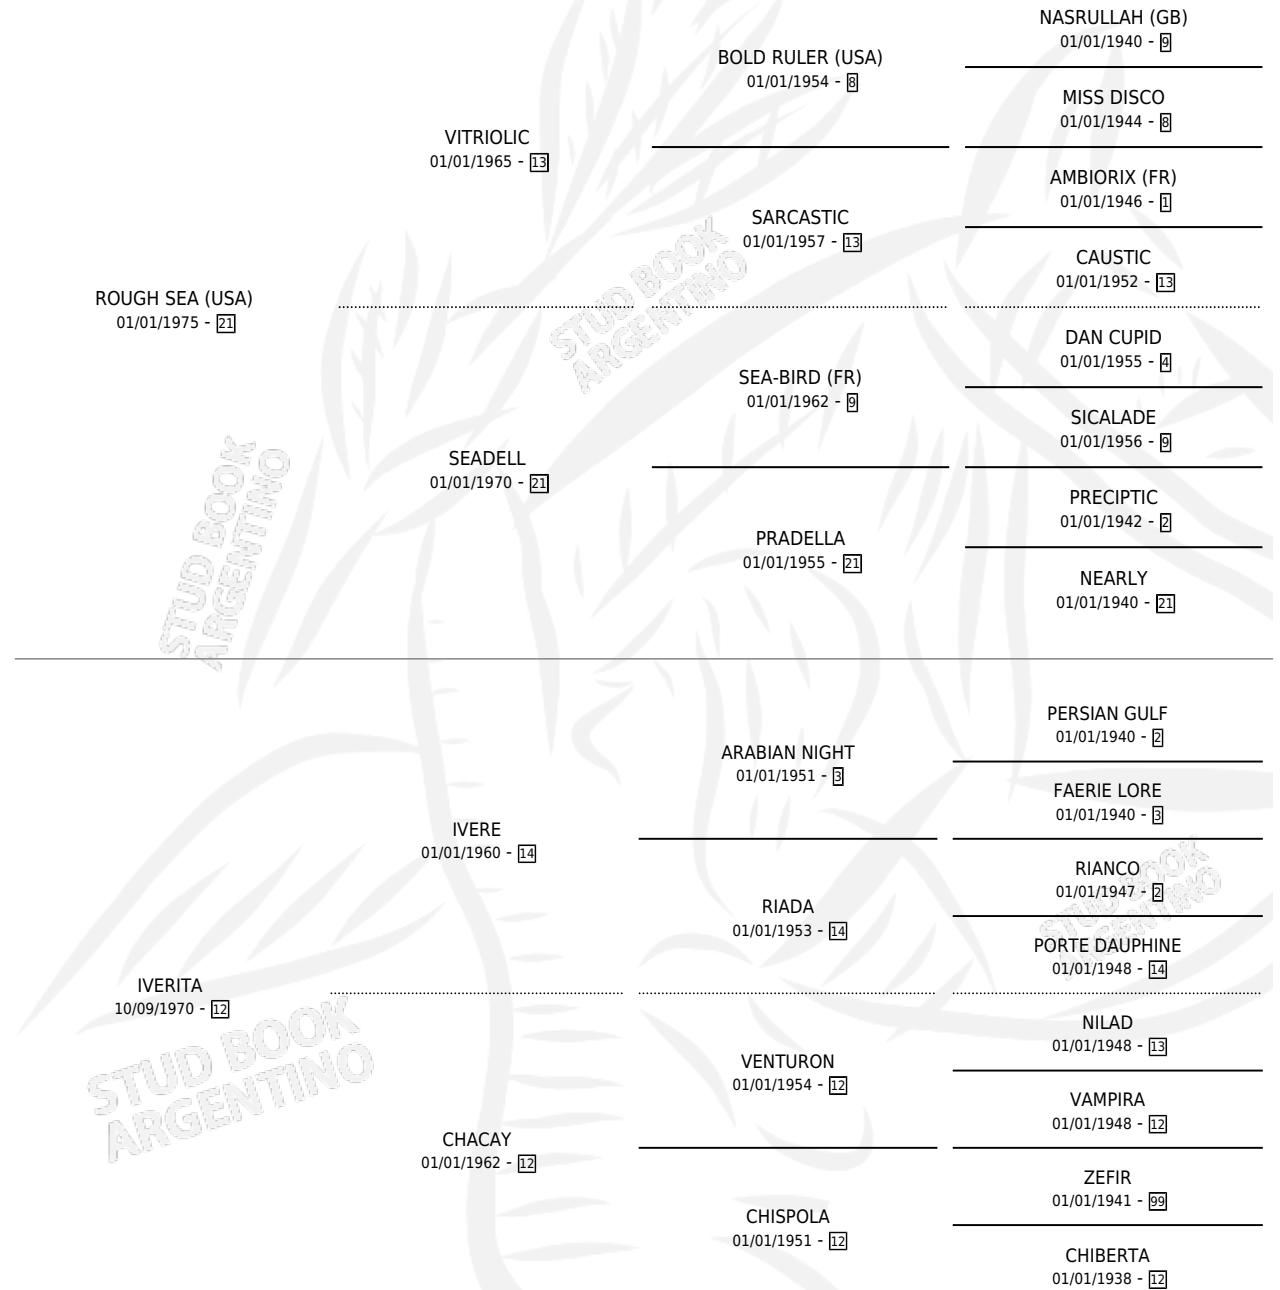 NASRULLAH (GB)
01/01/1940 - 9
BOLD RULER (USA)
01/01/1954 - 8
MISS DISCO
01/01/1944 - 8
VITRIOLIC
01/01/1965 - 13
AMBIORIX (FR)
01/01/1946 - 1
SARCASTIC
01/01/1957 - 13
CAUSTIC
01/01/1952 - 13
ROUGH SEA (USA)
01/01/1975 - 21
DAN CUPID
01/01/1955 - 4
SEA-BIRD (FR)
01/01/1962 - 9
SICALADE
01/01/1956 - 9
SEADELL
01/01/1970 - 21
PRECIPTIC
01/01/1942 - 2
PRADELLA
01/01/1955 - 21
NEARLY
01/01/1940 - 21
PERSIAN GULF
01/01/1940 - 2
ARABIAN NIGHT
01/01/1951 - 3
FAERIE LORE
01/01/1940 - 3
IVERE
01/01/1960 - 14
RIANCO
01/01/1947 - 2
RIADA
01/01/1953 - 14
PORTE DAUPHINE
01/01/1948 - 14
IVERITA
10/09/1970 - 12
NILAD
01/01/1948 - 13
VENTURON
01/01/1954 - 12
VAMPIRA
01/01/1948 - 12
CHACAY
01/01/1962 - 12
ZEFIR
01/01/1941 - 99
CHISPOLA
01/01/1951 - 12
CHIBERTA
01/01/1938 - 12
STUD BOOK
ARGENTINO
STUD BOOK
ARGENTINO
STUD BOOK
ARGENTINO
STUD BOOK
ARGENTINO